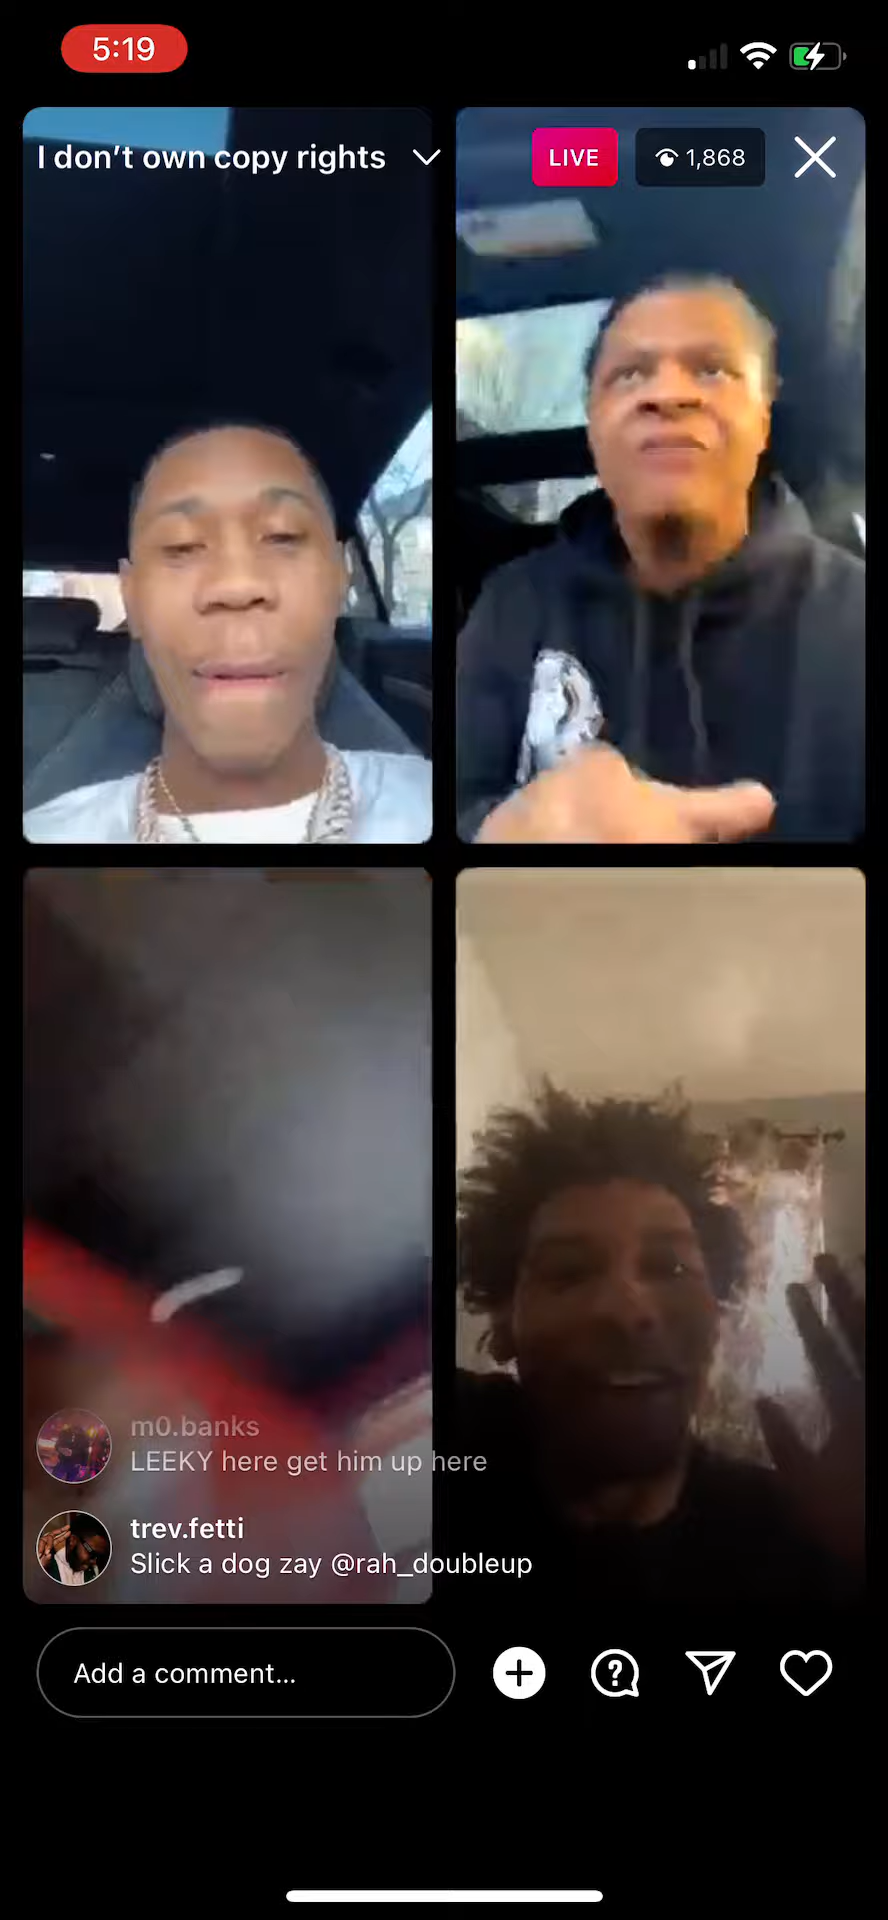 5:19
I don't own copy rights
LIVE
1,868
m0.banks
LEEKY here get him up here
trev.fetti
Slick a dog zay @rah_doubleup
Add a comment...